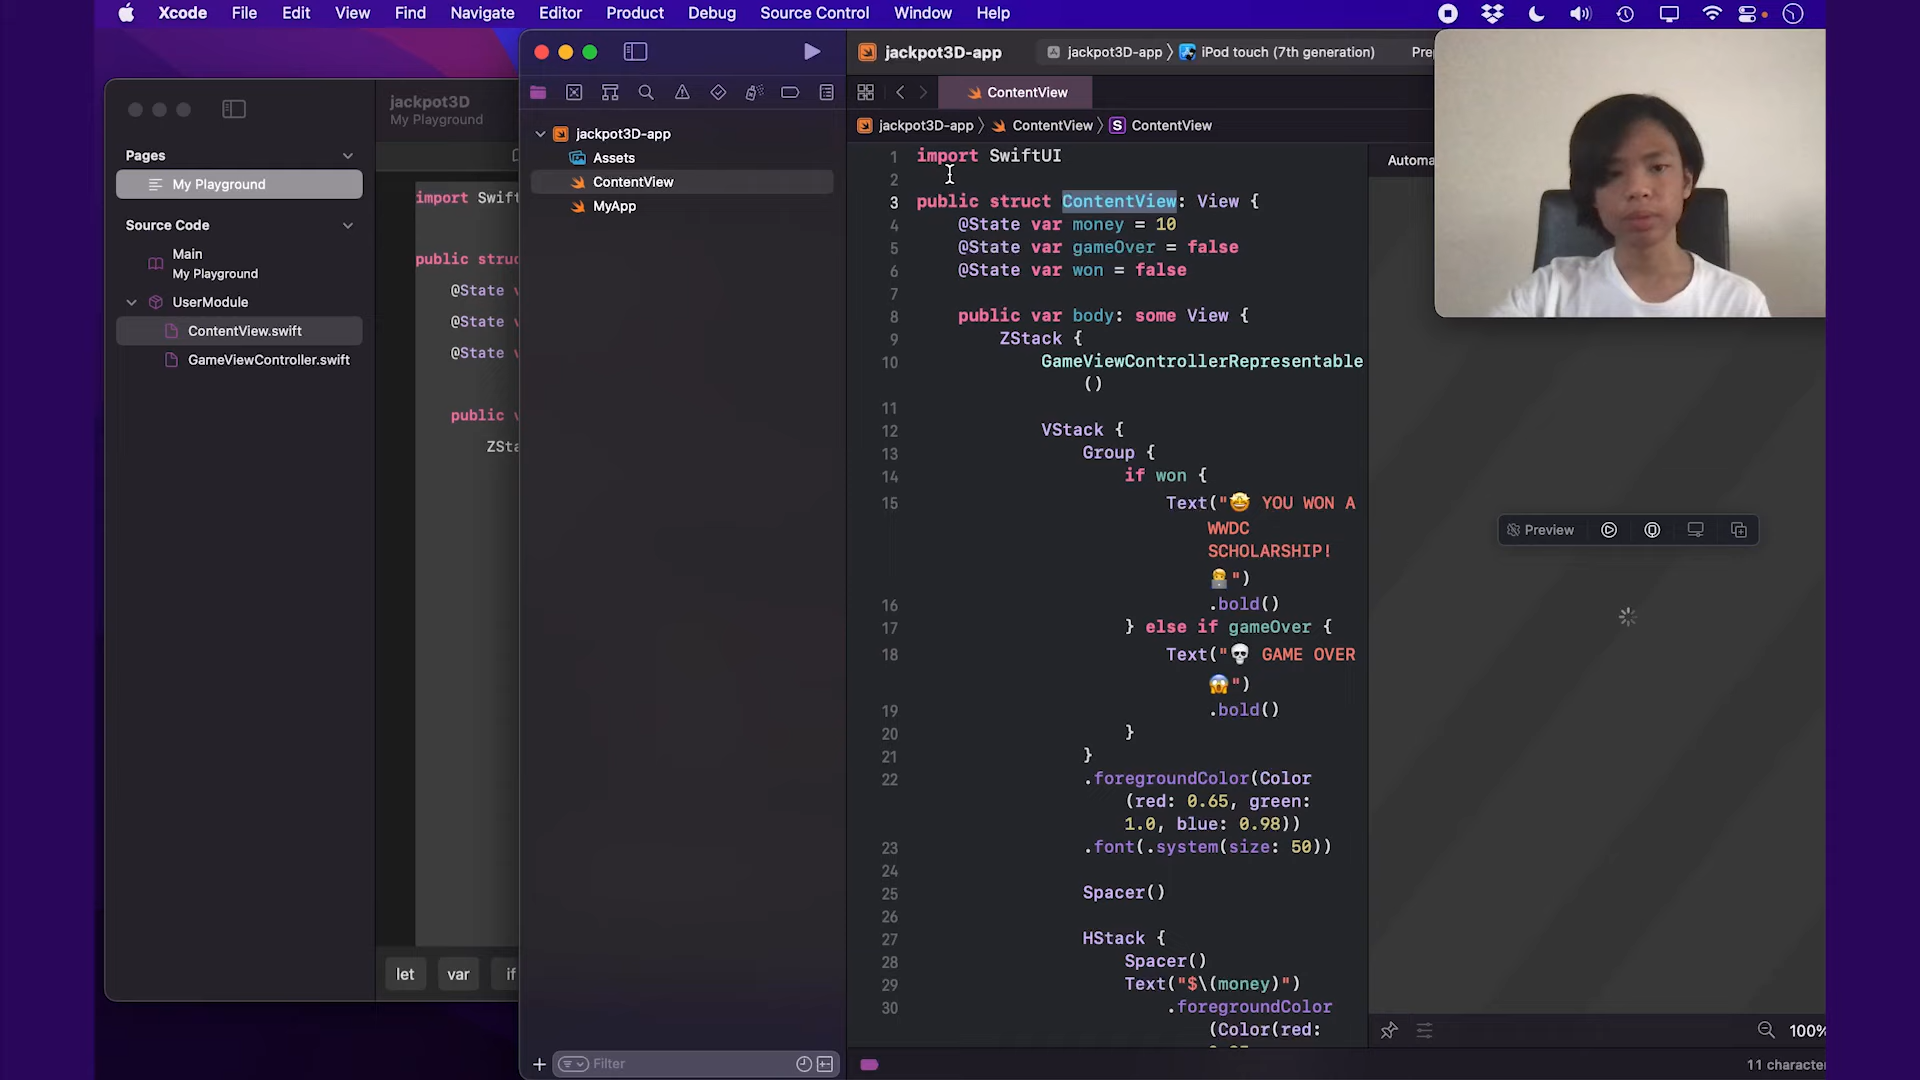 Xcode File Edit View Find Navigate Editor Product Debug Source Control Window Help
jackpot3D
My Playground
Pages
My Playground
Source Code
Main
My Playground
UserModule
ContentView.swift
GameViewController.swift
import Swift
public struc
@State v
@State v
@State v
public v
ZSta
let var if
jackpot3D-app
Assets
ContentView
MyApp
Filter
jackpot3D-app jackpot3D-app iPod touch (7th generation) Prep
ContentView
jackpot3D-app ContentView S ContentView
1 import SwiftUI
2
3 public struct ContentView: View {
4 @State var money = 10
5 @State var gameOver = false
6 @State var won = false
7
8 public var body: some View {
9 ZStack {
10 GameViewControllerRepresentable
()
11
12 VStack {
13 Group {
14 if won {
15 Text("🤩 YOU WON A
WWDC
SCHOLARSHIP!
🧑‍💻")
16 .bold()
17 } else if gameOver {
18 Text("💀 GAME OVER
😱")
19 .bold()
20 }
21 }
22 .foregroundColor(Color
(red: 0.65, green:
1.0, blue: 0.98))
23 .font(.system(size: 50))
24
25 Spacer()
26
27 HStack {
28 Spacer()
29 Text("$\(money)")
30 .foregroundColor
(Color(red:
Automa
Preview
100%
11 character